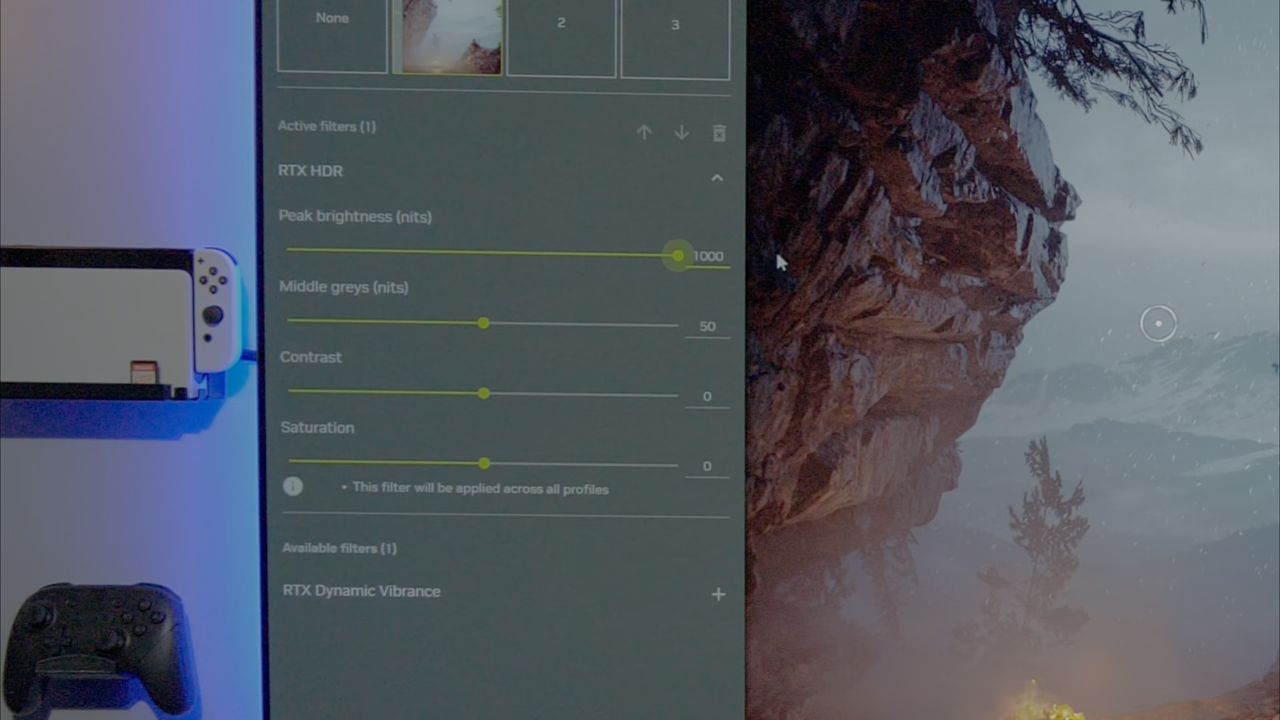 None
2
3
Active filters (1)
RTX HDR
Peak brightness (nits)
1000
Middle greys (nits)
50
Contrast
0
Saturation
0
• This filter will be applied across all profiles
Available filters (1)
RTX Dynamic Vibrance